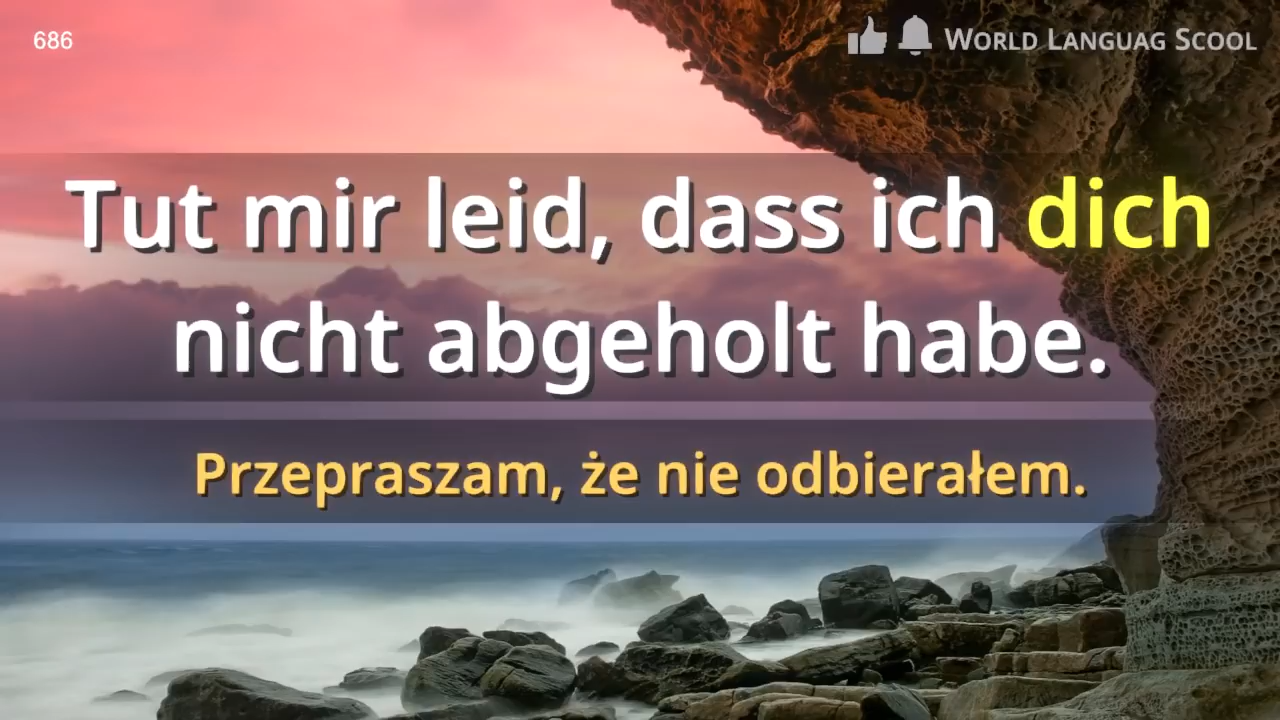 686
World Languag Scool
Tut mir leid, dass ich dich
nicht abgeholt habe.
Przepraszam, że nie odbierałem.